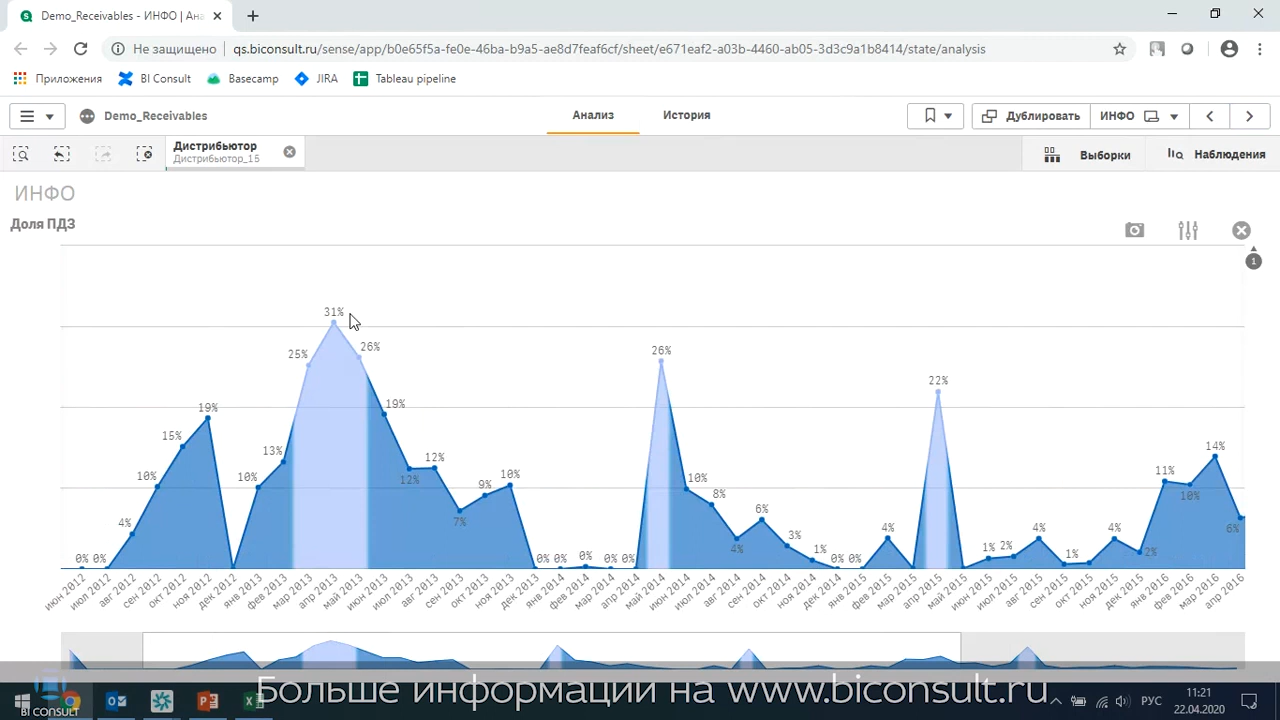 Demo_Receivables - ИНФО | Ана
Не защищено
qs.biconsult.ru/sense/app/b0e65f5a-fe0e-46ba-b9a5-ae8d7feaf6cf/sheet/e671eaf2-a03b-4460-ab05-3d3c9a1b8414/state/analysis
Приложения BI Consult Basecamp JIRA Tableau pipeline
Demo_Receivables Анализ История Дублировать ИНФО
Дистрибьютор
Дистрибьютор_15
Выборки Наблюдения
ИНФО
Доля ПДЗ
1
31%
25% 26% 26%
22%
19% 19%
15% 14%
13% 12%
10% 10% 12% 9% 10% 10% 11% 10%
4% 7% 8% 4% 6% 3% 4% 4% 4% 6%
0% 0% 0% 0% 0% 0% 0% 1% 0% 0% 1% 2% 1% 2%
июн 2012 июл 2012 авг 2012 сен 2012 окт 2012 ноя 2012 дек 2012 янв 2013 фев 2013 мар 2013 апр 2013 май 2013 июн 2013 июл 2013 авг 2013 сен 2013 окт 2013 ноя 2013 дек 2013 янв 2014 фев 2014 мар 2014 апр 2014 май 2014 июн 2014 июл 2014 авг 2014 сен 2014 окт 2014 ноя 2014 дек 2014 янв 2015 фев 2015 мар 2015 апр 2015 май 2015 июн 2015 июл 2015 авг 2015 сен 2015 окт 2015 ноя 2015 дек 2015 янв 2016 фев 2016 мар 2016 апр 2016
Больше информации на www.biconsult.ru
BI CONSULT
РУС
11:21
22.04.2020